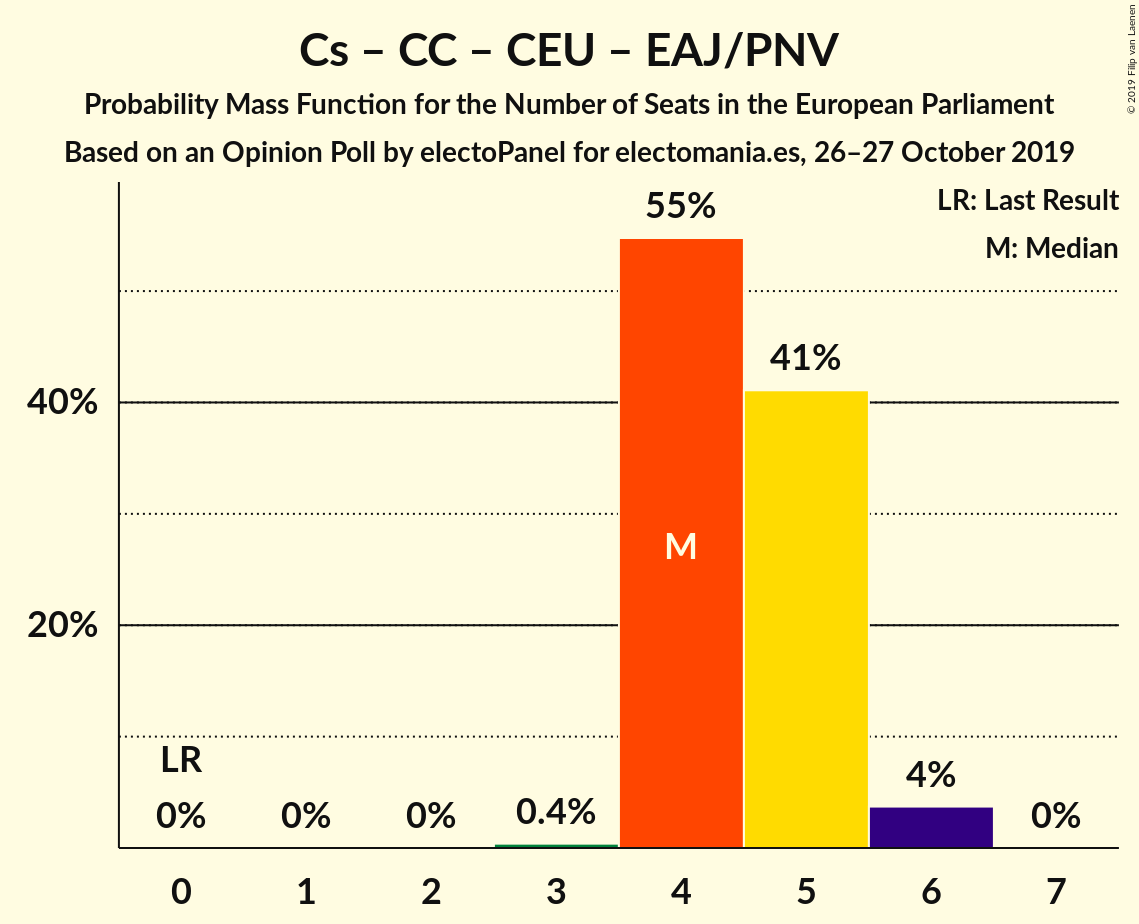 Cs – CC – CEU – EAJ/PNV
Probability Mass Function for the Number of Seats in the European Parliament
Based on an Opinion Poll by electoPanel for electomania.es, 26–27 October 2019
© 2019 Filip van Laenen
LR: Last Result
M: Median
55%
41%
40%
M
20%
LR
0%
0%
0%
0.4%
4%
0%
0
1
2
3
4
5
6
7